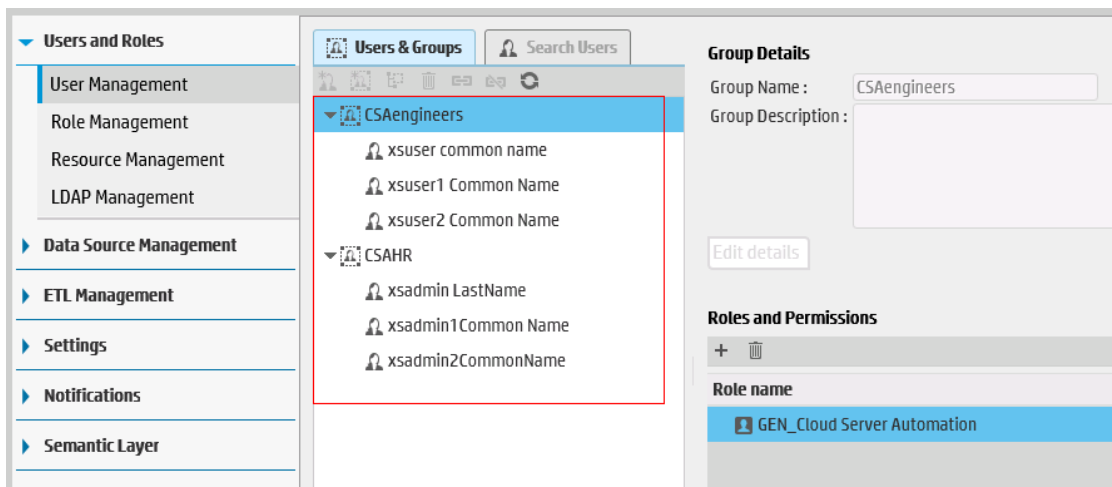 Users and Roles
User Management
Role Management
Resource Management
LDAP Management
Data Source Management
ETL Management
Settings
Notifications
Semantic Layer
Users & Groups
Search Users
CSAengineers
xsuser common name
xsuser1 Common Name
xsuser2 Common Name
CSAHR
xsadmin LastName
xsadmin1Common Name
xsadmin2CommonName
Group Details
Group Name : CSAengineers
Group Description :
Edit details
Roles and Permissions
Role name
GEN_Cloud Server Automation